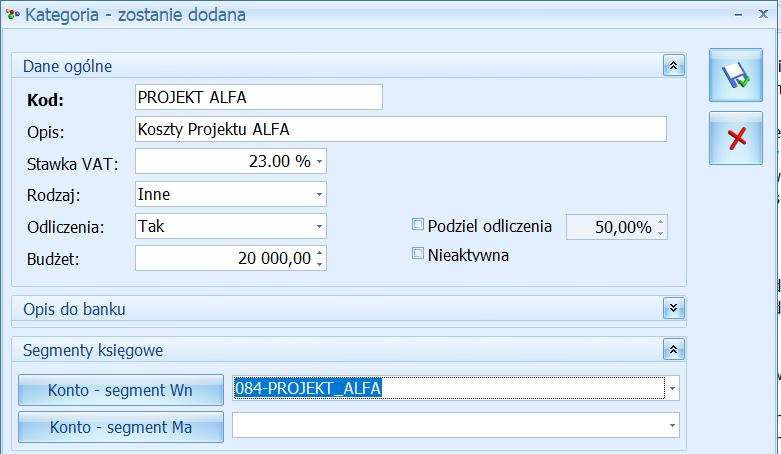 Kategoria - zostanie dodana
Dane ogólne
Kod: PROJEKT ALFA
Opis: Koszty Projektu ALFA
Stawka VAT: 23.00 %
Rodzaj: Inne
Odliczenia: Tak Podziel odliczenia 50,00%
Budżet: 20 000,00 Nieaktywna
Opis do banku
Segmenty księgowe
Konto - segment Wn 084-PROJEKT_ALFA
Konto - segment Ma